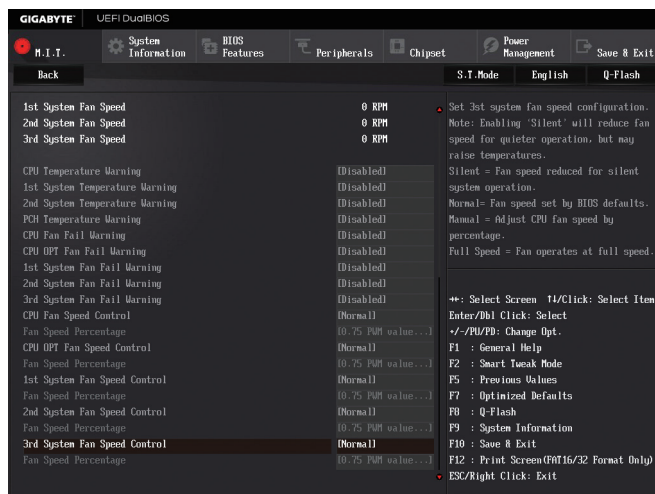 GIGABYTE™ UEFI DualBIOS
M.I.T.
System Information
BIOS Features
Peripherals
Chipset
Power Management
Save & Exit
Back
S.T.Mode English Q-Flash
1st System Fan Speed 0 RPM
2nd System Fan Speed 0 RPM
3rd System Fan Speed 0 RPM
CPU Temperature Warning [Disabled]
1st System Temperature Warning [Disabled]
2nd System Temperature Warning [Disabled]
PCH Temperature Warning [Disabled]
CPU Fan Fail Warning [Disabled]
CPU OPT Fan Fail Warning [Disabled]
1st System Fan Fail Warning [Disabled]
2nd System Fan Fail Warning [Disabled]
3rd System Fan Fail Warning [Disabled]
CPU Fan Speed Control [Normal]
Fan Speed Percentage [0.75 PWM value...]
CPU OPT Fan Speed Control [Normal]
Fan Speed Percentage [0.75 PWM value...]
1st System Fan Speed Control [Normal]
Fan Speed Percentage [0.75 PWM value...]
2nd System Fan Speed Control [Normal]
Fan Speed Percentage [0.75 PWM value...]
3rd System Fan Speed Control [Normal]
Fan Speed Percentage [0.75 PWM value...]
Set 3st system fan speed configuration.
Note: Enabling 'Silent' will reduce fan
speed for quieter operation, but may
raise temperatures.
Silent = Fan speed reduced for silent
system operation.
Normal= Fan speed set by BIOS defaults.
Manual = Adjust CPU fan speed by
percentage.
Full Speed = Fan operates at full speed.
→←: Select Screen ↑↓/Click: Select Item
Enter/Dbl Click: Select
+/-/PU/PD: Change Opt.
F1 : General Help
F2 : Smart Tweak Mode
F5 : Previous Values
F7 : Optimized Defaults
F8 : Q-Flash
F9 : System Information
F10 : Save & Exit
F12 : Print Screen(FAT16/32 Format Only)
ESC/Right Click: Exit